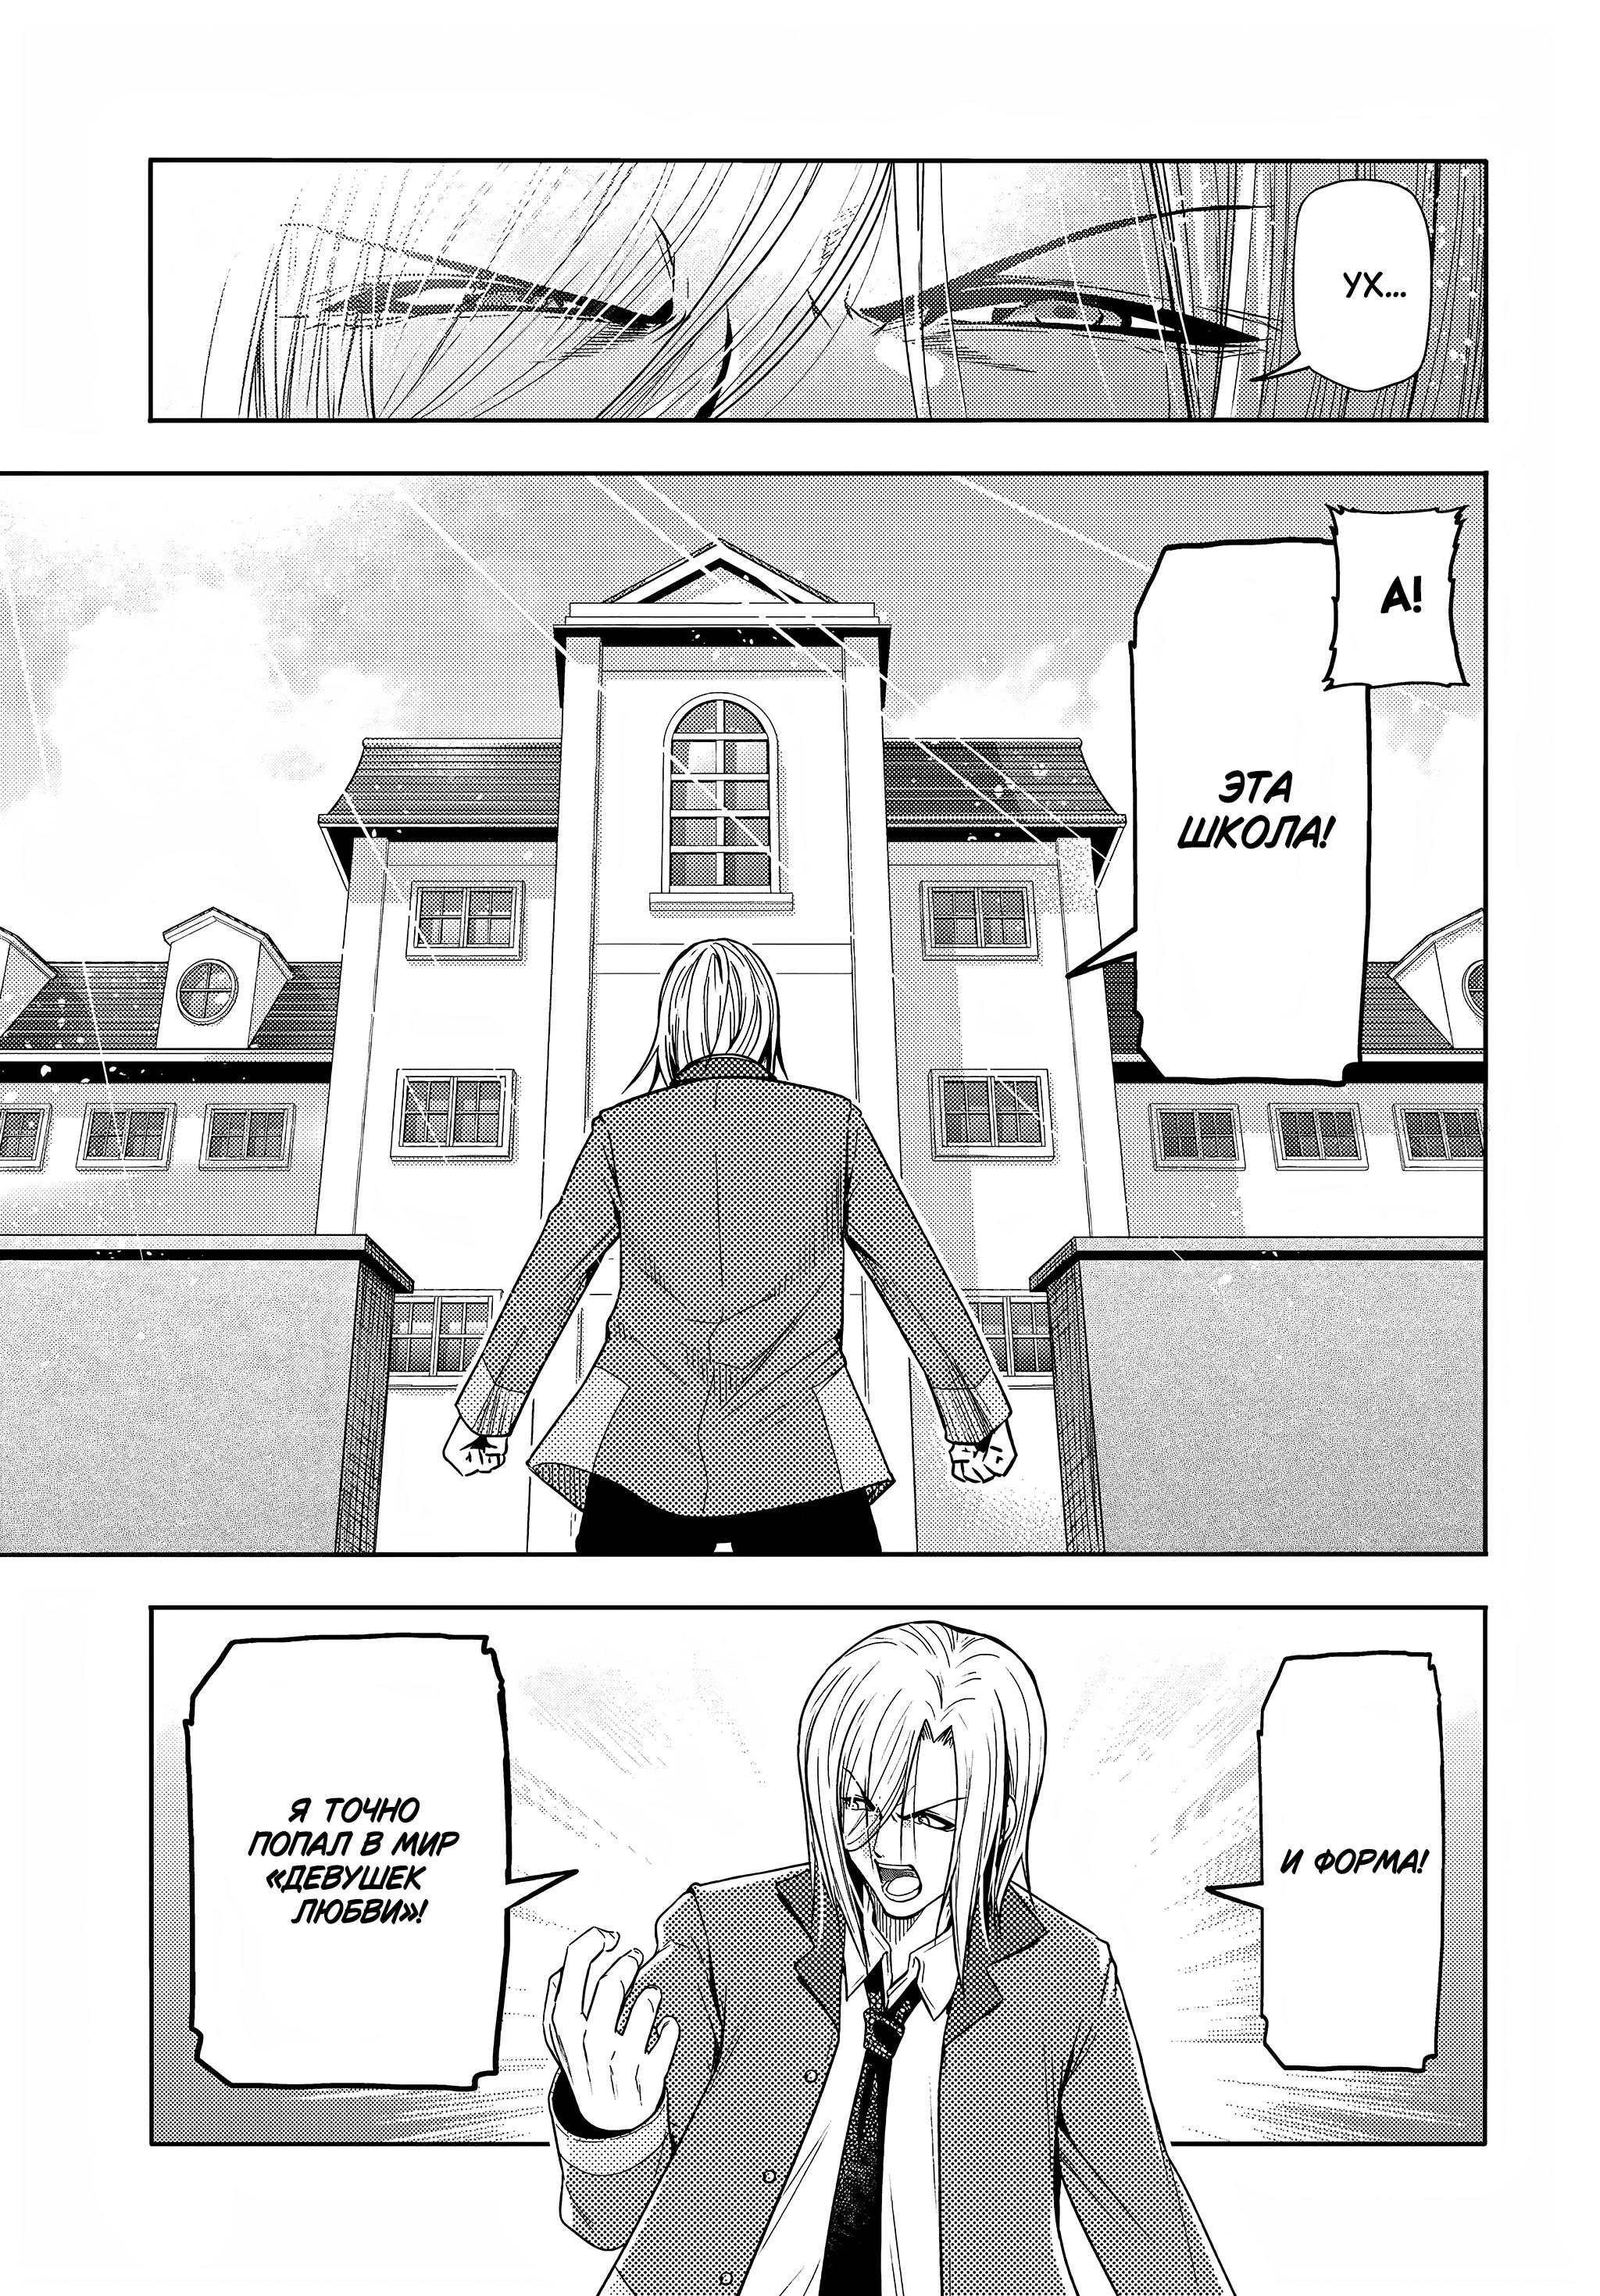 УХ...
А!
ЭТА
ШКОЛА!
И ФОРМА!
Я ТОЧНО
ПОПАЛ В МИР
«ДЕВУШЕК
ЛЮБВИ»!